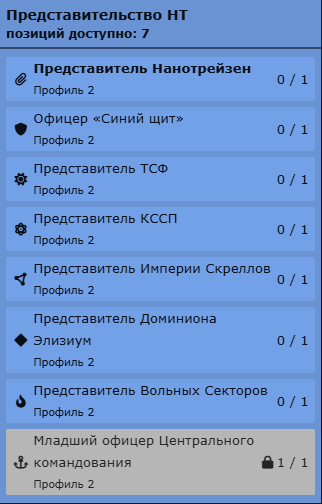 Представительство НТ
позиций доступно: 7
Представитель Нанотрейзен
0 / 1
Профиль 2
Офицер «Синий щит»
0 / 1
Профиль 2
Представитель ТСФ
0 / 1
Профиль 2
Представитель КССП
0 / 1
Профиль 2
Представитель Империи Скреллов
0 / 1
Профиль 2
Представитель Доминиона
Элизиум
0 / 1
Профиль 2
Представитель Вольных Секторов
0 / 1
Профиль 2
Младший офицер Центрального
командования
1 / 1
Профиль 2